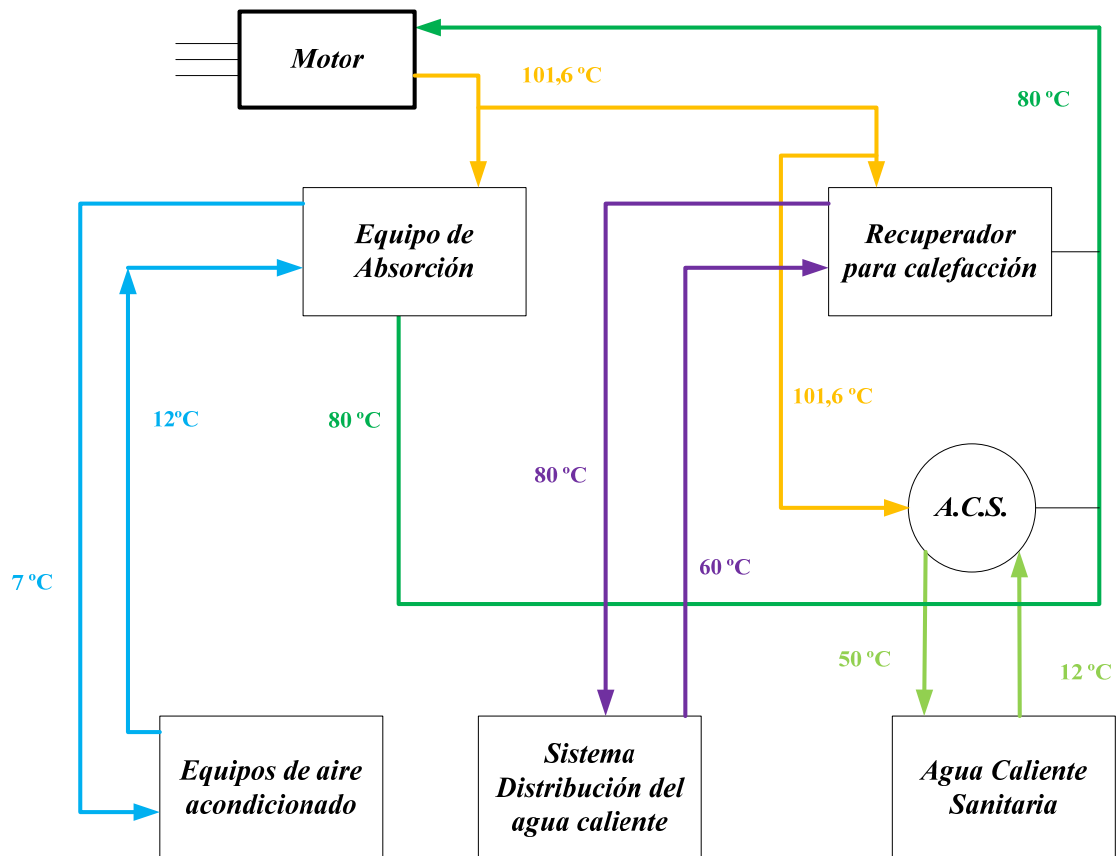 Motor
101,6 ºC
80 ºC
Equipo de
Absorción
Recuperador
para calefacción
12ºC
80 ºC
101,6 ºC
80 ºC
A.C.S.
7 ºC
60 ºC
50 ºC
12 ºC
Equipos de aire
acondicionado
Sistema
Distribución del
agua caliente
Agua Caliente
Sanitaria